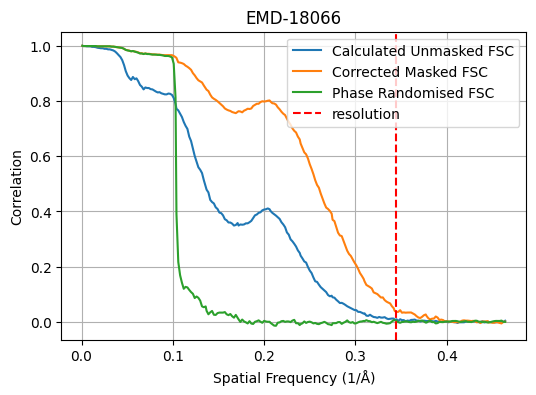 EMD-18066
Calculated Unmasked FSC
Corrected Masked FSC
Phase Randomised FSC
resolution
Correlation
1.0
0.8
0.6
0.4
0.2
0.0
0.0 0.1 0.2 0.3 0.4
Spatial Frequency (1/Å)